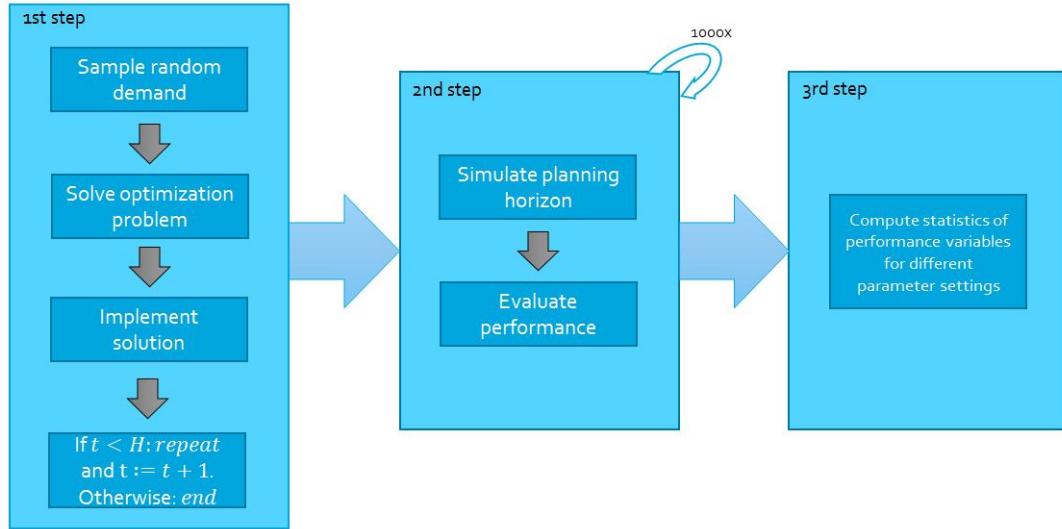 1st step
Sample random
demand
Solve optimization
problem
Implement
solution
If t < H: repeat
and t := t + 1.
Otherwise: end
1000x
2nd step
Simulate planning
horizon
Evaluate
performance
3rd step
Compute statistics of
performance variables
for different
parameter settings